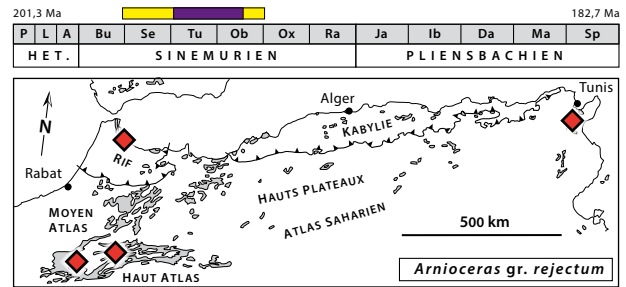 201,3 Ma 182,7 Ma
P L A Bu Se Tu Ob Ox Ra Ja Ib Da Ma Sp
HET. SINEMURIEN PLIENSBACHIEN
Tunis
Alger
N
KABYLIE
RIF
Rabat
HAUTS PLATEAUX
MOYEN
ATLAS
ATLAS SAHARIEN
500 km
HAUT ATLAS
Arnioceras gr. rejectum